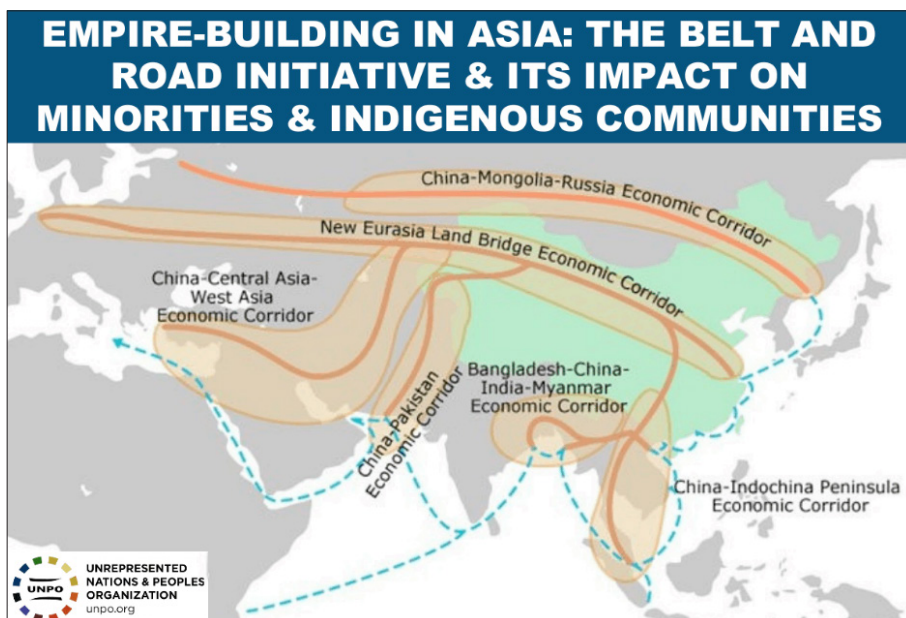 EMPIRE-BUILDING IN ASIA: THE BELT AND
ROAD INITIATIVE & ITS IMPACT ON
MINORITIES & INDIGENOUS COMMUNITIES
China-Mongolia-Russia Economic Corridor
New Eurasia Land Bridge Economic Corridor
China-Central Asia-
West Asia
Economic Corridor
China-Pakistan
Economic Corridor
Bangladesh-China-
India-Myanmar
Economic Corridor
China-Indochina Peninsula
Economic Corridor
UNPO
UNREPRESENTED
NATIONS & PEOPLES
ORGANIZATION
unpo.org